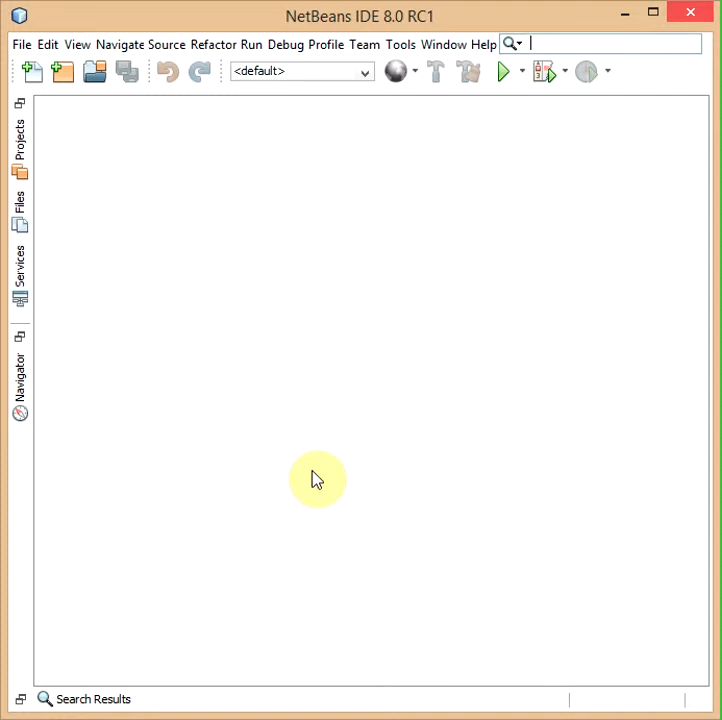 NetBeans IDE 8.0 RC1
File Edit View Navigate Source Refactor Run Debug Profile Team Tools Window Help
<default>
Projects
Files
Services
Navigator
Search Results